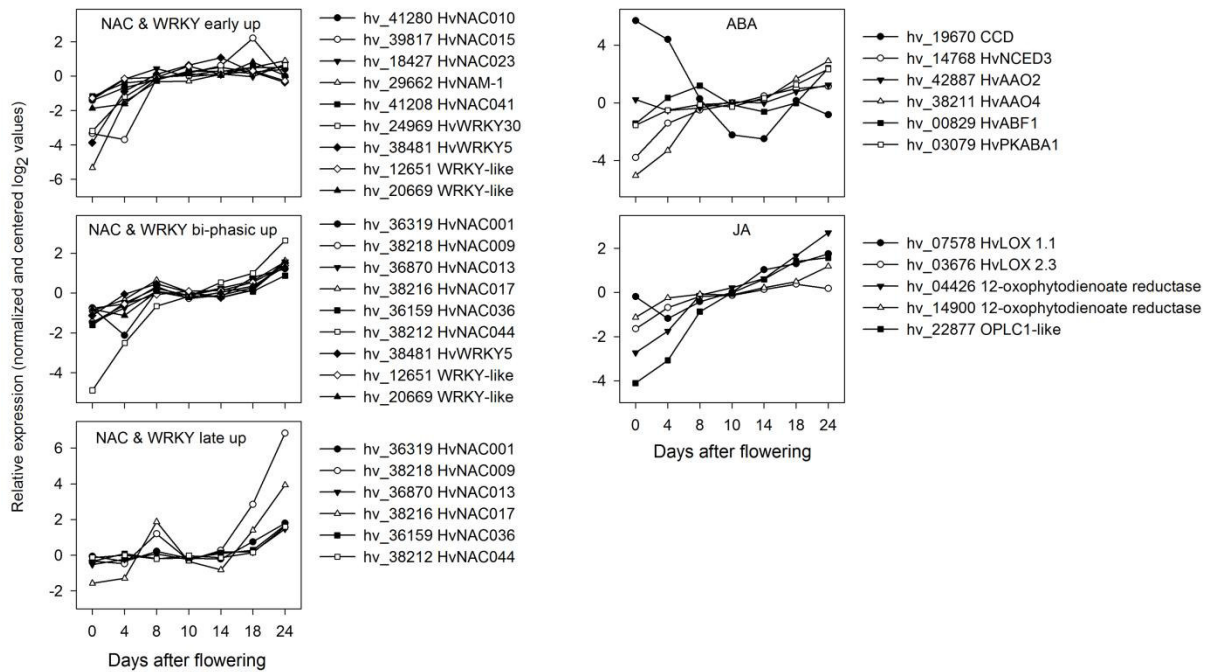 Relative expression (normalized and centered log2 values)
NAC & WRKY early up
2
0
-2
-4
-6
hv_41280 HvNAC010
hv_39817 HvNAC015
hv_18427 HvNAC023
hv_29662 HvNAM-1
hv_41208 HvNAC041
hv_24969 HvWRKY30
hv_38481 HvWRKY5
hv_12651 WRKY-like
hv_20669 WRKY-like
NAC & WRKY bi-phasic up
2
0
-2
-4
hv_36319 HvNAC001
hv_38218 HvNAC009
hv_36870 HvNAC013
hv_38216 HvNAC017
hv_36159 HvNAC036
hv_38212 HvNAC044
hv_38481 HvWRKY5
hv_12651 WRKY-like
hv_20669 WRKY-like
NAC & WRKY late up
6
4
2
0
-2
0 4 8 10 14 18 24
Days after flowering
hv_36319 HvNAC001
hv_38218 HvNAC009
hv_36870 HvNAC013
hv_38216 HvNAC017
hv_36159 HvNAC036
hv_38212 HvNAC044
ABA
4
0
-4
hv_19670 CCD
hv_14768 HvNCED3
hv_42887 HvAAO2
hv_38211 HvAAO4
hv_00829 HvABF1
hv_03079 HvPKABA1
JA
2
0
-2
-4
0 4 8 10 14 18 24
Days after flowering
hv_07578 HvLOX 1.1
hv_03676 HvLOX 2.3
hv_04426 12-oxophytodienoate reductase
hv_14900 12-oxophytodienoate reductase
hv_22877 OPLC1-like